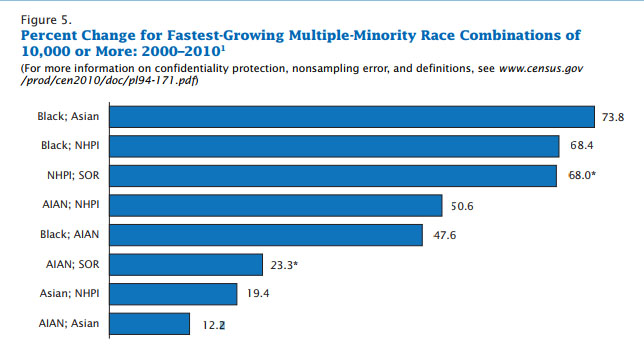 Figure 5.
Percent Change for Fastest-Growing Multiple-Minority Race Combinations of
10,000 or More: 2000–2010¹
(For more information on confidentiality protection, nonsampling error, and definitions, see www.census.gov
/prod/cen2010/doc/pl94-171.pdf)
Black; Asian 73.8
Black; NHPI 68.4
NHPI; SOR 68.0*
AIAN; NHPI 50.6
Black; AIAN 47.6
AIAN; SOR 23.3*
Asian; NHPI 19.4
AIAN; Asian 12.2